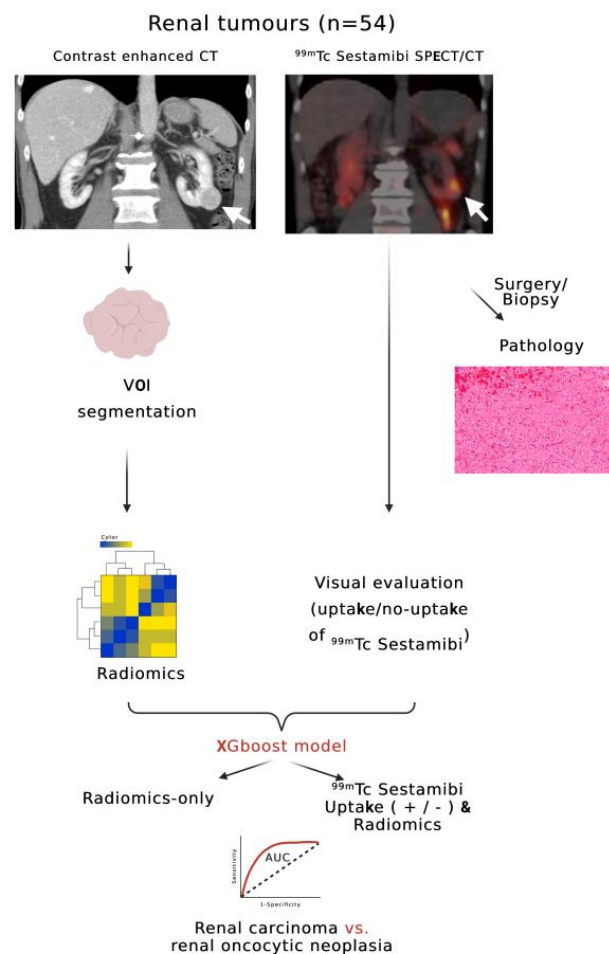 Renal tumours (n=54)
Contrast enhanced CT
⁹⁹mTc Sestamibi SPECT/CT
Surgery/
Biopsy
Pathology
VOI
segmentation
Color
Radiomics
Visual evaluation
(uptake/no-uptake
of ₉₉mTc Sestamibi)
XGboost model
Radiomics-only
⁹⁹mTc Sestamibi
Uptake ( + / - ) &
Radiomics
Sensitivity
AUC
1-Specificity
Renal carcinoma vs.
renal oncocytic neoplasia